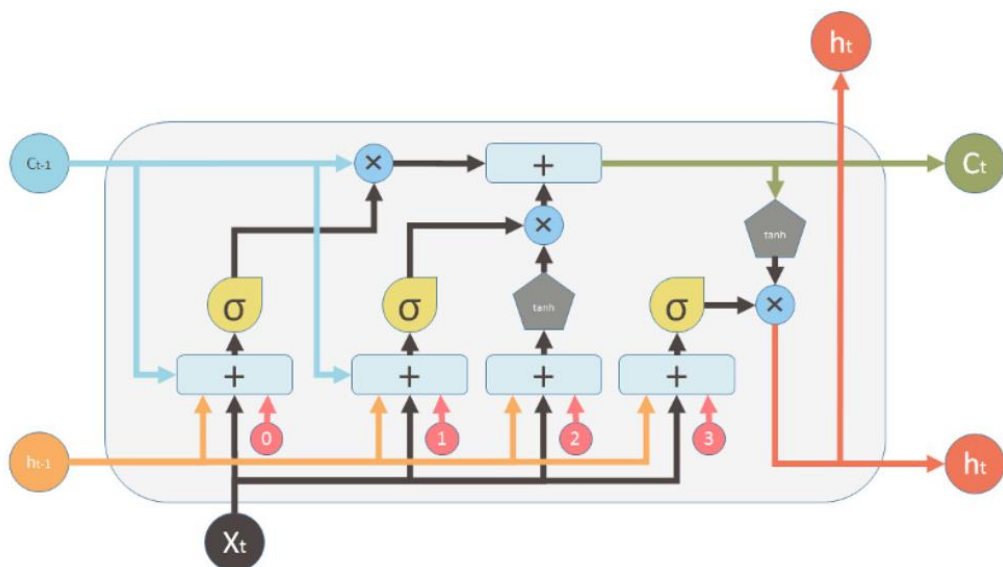 hₜ
Cₜ₋₁
×
+
Cₜ
×
tanh
σ
σ
tanh
σ
×
+
+
+
+
0
1
2
3
hₜ₋₁
hₜ
Xₜ